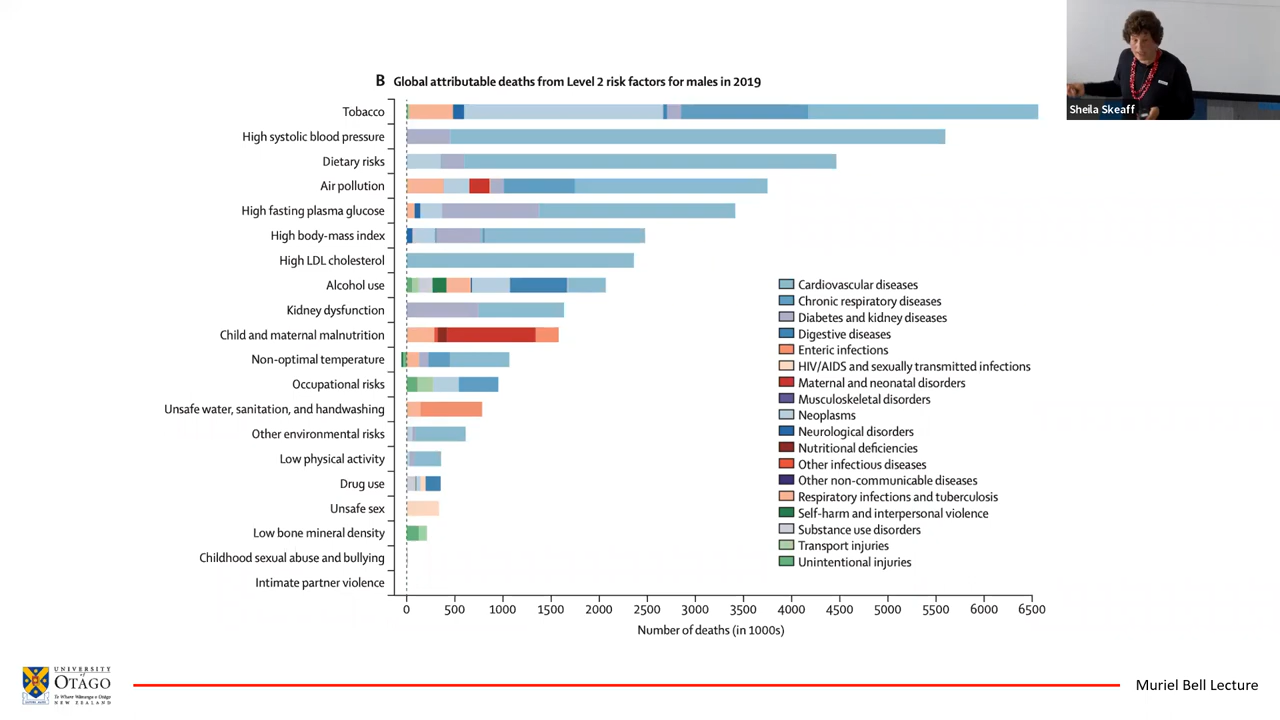 Sheila Skeaff
B Global attributable deaths from Level 2 risk factors for males in 2019
Tobacco
High systolic blood pressure
Dietary risks
Air pollution
High fasting plasma glucose
High body-mass index
High LDL cholesterol
Alcohol use
Kidney dysfunction
Child and maternal malnutrition
Non-optimal temperature
Occupational risks
Unsafe water, sanitation, and handwashing
Other environmental risks
Low physical activity
Drug use
Unsafe sex
Low bone mineral density
Childhood sexual abuse and bullying
Intimate partner violence
Cardiovascular diseases
Chronic respiratory diseases
Diabetes and kidney diseases
Digestive diseases
Enteric infections
HIV/AIDS and sexually transmitted infections
Maternal and neonatal disorders
Musculoskeletal disorders
Neoplasms
Neurological disorders
Nutritional deficiencies
Other infectious diseases
Other non-communicable diseases
Respiratory infections and tuberculosis
Self-harm and interpersonal violence
Substance use disorders
Transport injuries
Unintentional injuries
0 500 1000 1500 2000 2500 3000 3500 4000 4500 5000 5500 6000 6500
Number of deaths (in 1000s)
UNIVERSITY
of
OTAGO
Te Whare Wānanga o Otāgo
NEW ZEALAND
Muriel Bell Lecture